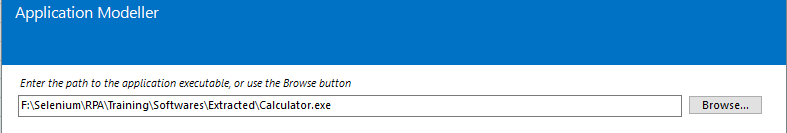 Application Modeller
Enter the path to the application executable, or use the Browse button
F:\Selenium\RPA\Training\Softwares\Extracted\Calculator.exe
Browse...